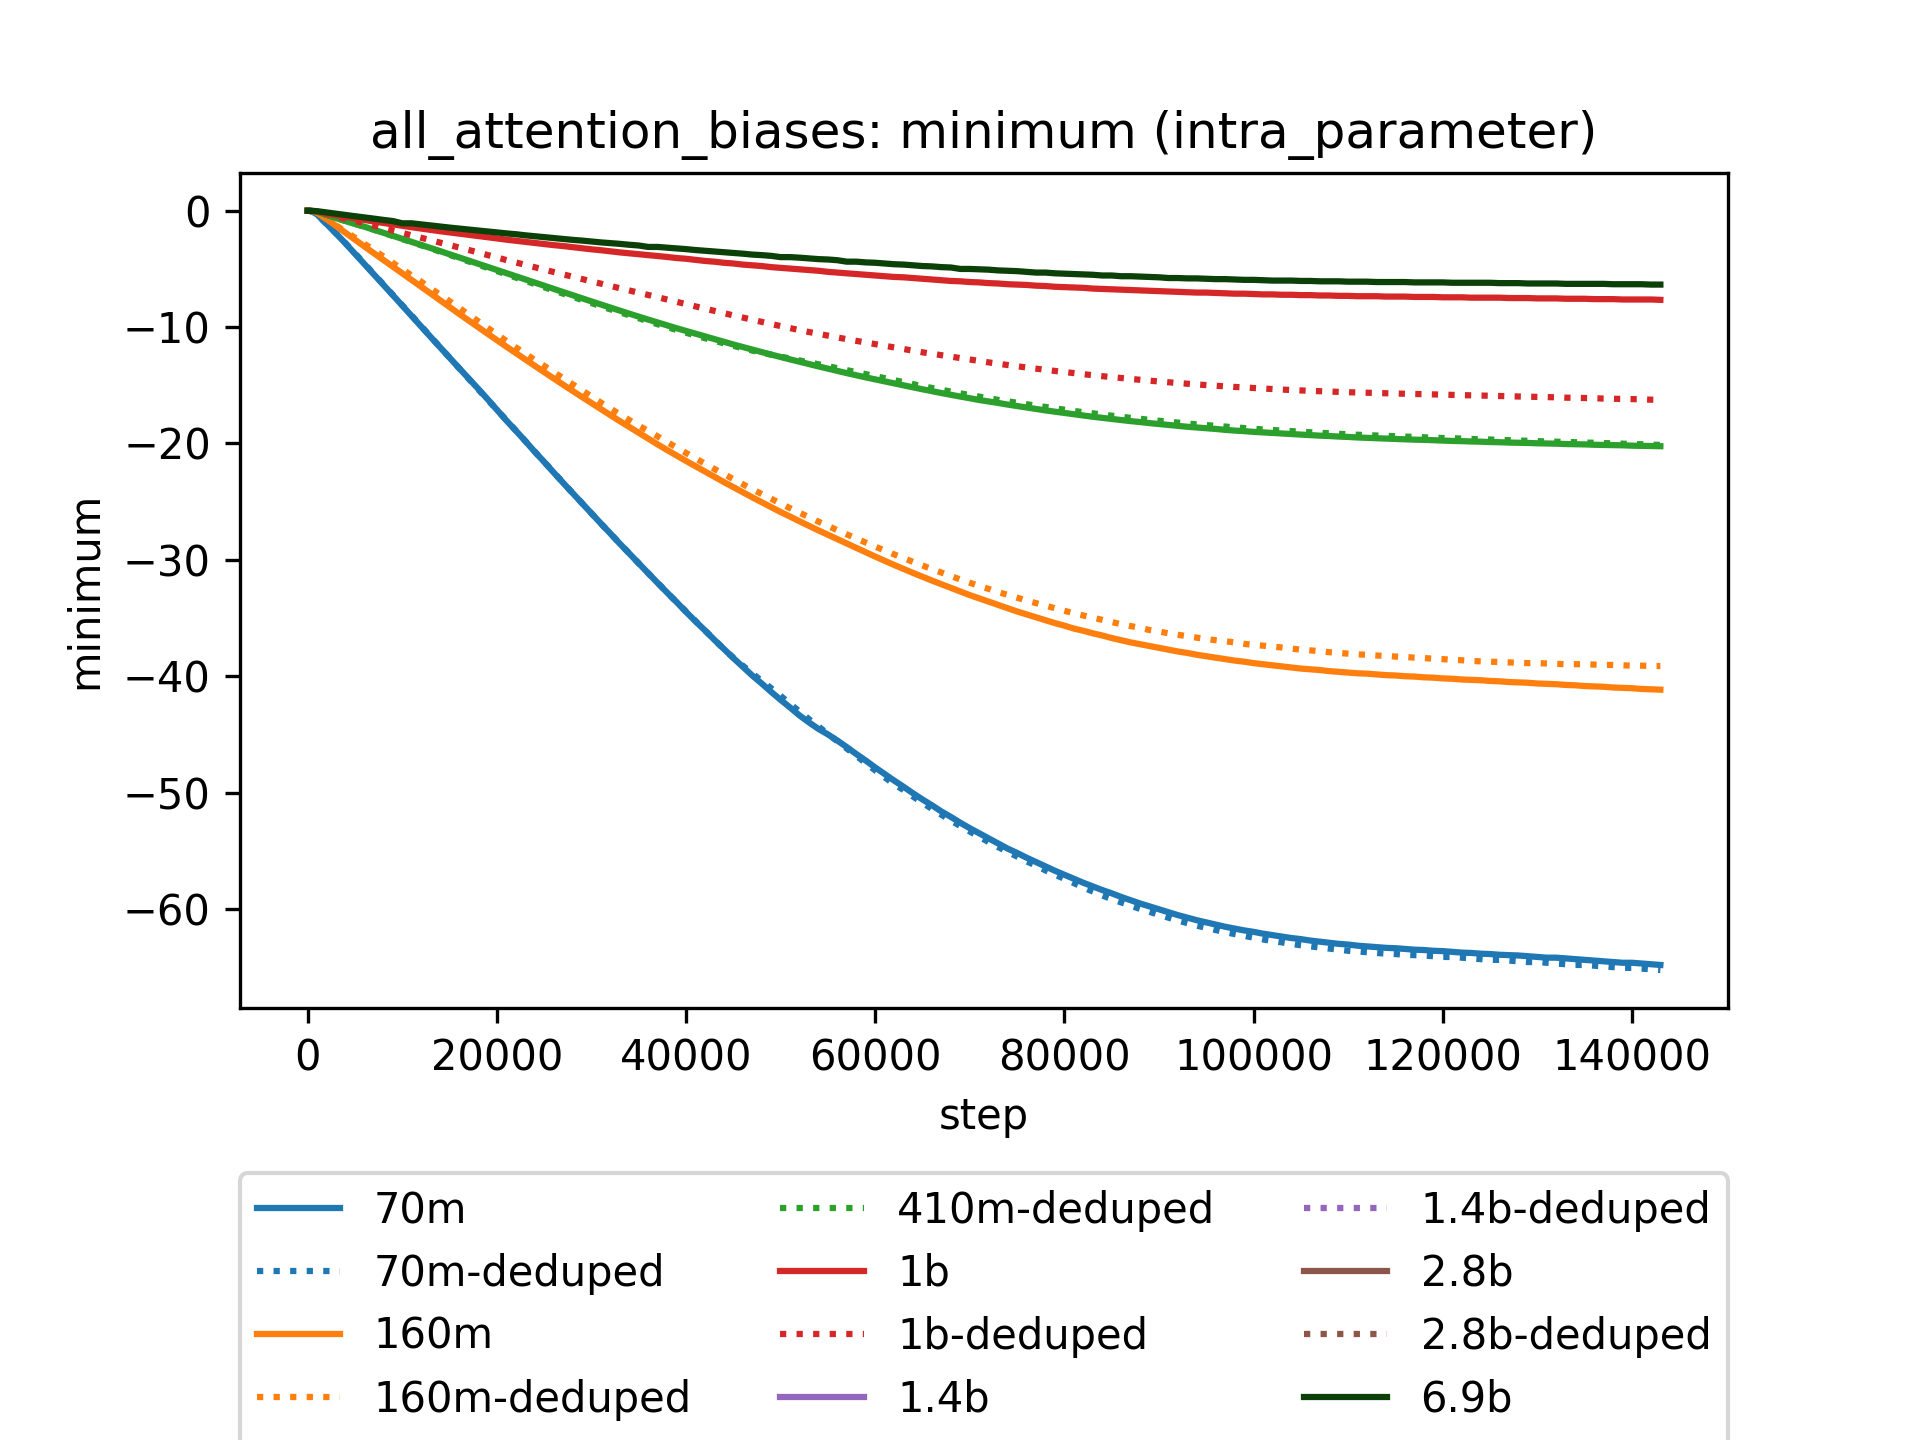 all_attention_biases: minimum (intra_parameter)
0
−10
−20
−30
−40
−50
−60
minimum
0 20000 40000 60000 80000 100000 120000 140000
step
70m 410m-deduped 1.4b-deduped
70m-deduped 1b 2.8b
160m 1b-deduped 2.8b-deduped
160m-deduped 1.4b 6.9b